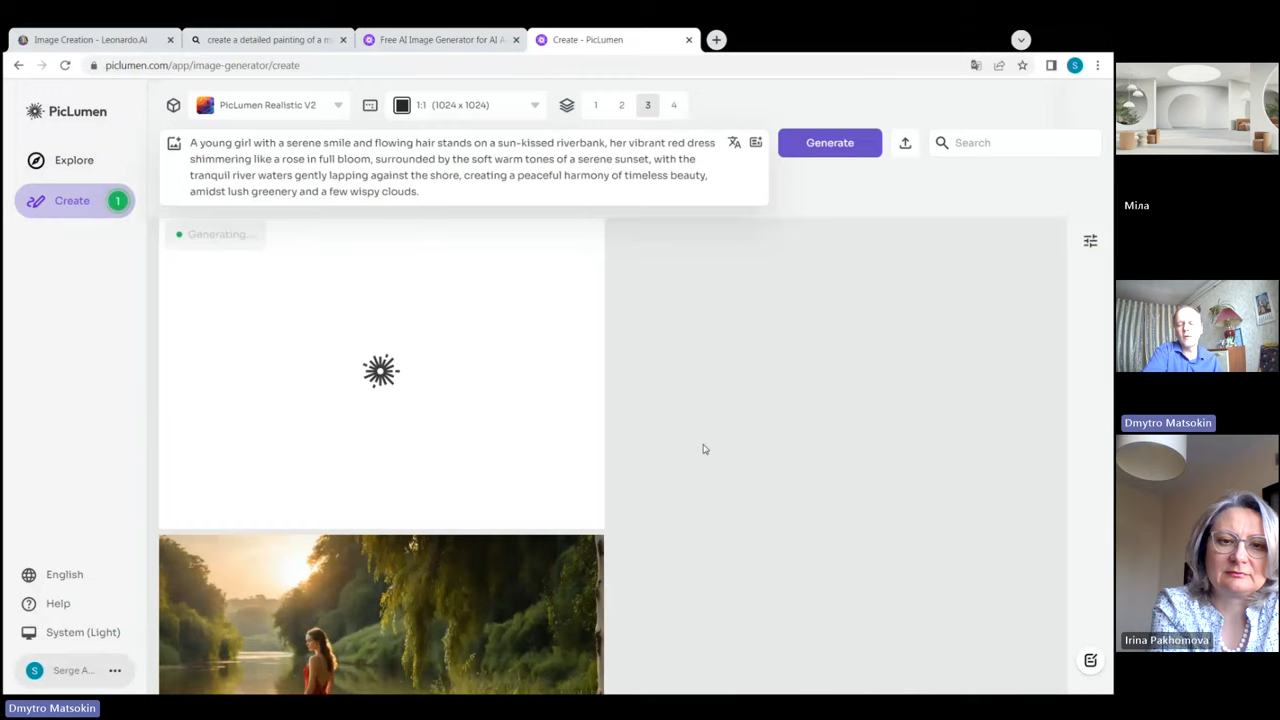 Image Creation - Leonardo.Ai
create a detailed painting of a m
Free AI Image Generator for AI A
Create - PicLumen
piclumen.com/app/image-generator/create
S
PicLumen
PicLumen Realistic V2
1:1 (1024 x 1024)
1 2 3 4
A young girl with a serene smile and flowing hair stands on a sun-kissed riverbank, her vibrant red dress
shimmering like a rose in full bloom, surrounded by the soft warm tones of a serene sunset, with the
tranquil river waters gently lapping against the shore, creating a peaceful harmony of timeless beauty,
amidst lush greenery and a few wispy clouds.
Generate
Search
Explore
Create 1
Generating...
English
Help
System (Light)
S Serge A...
Міла
Dmytro Matsokin
Irina Pakhomova
Dmytro Matsokin